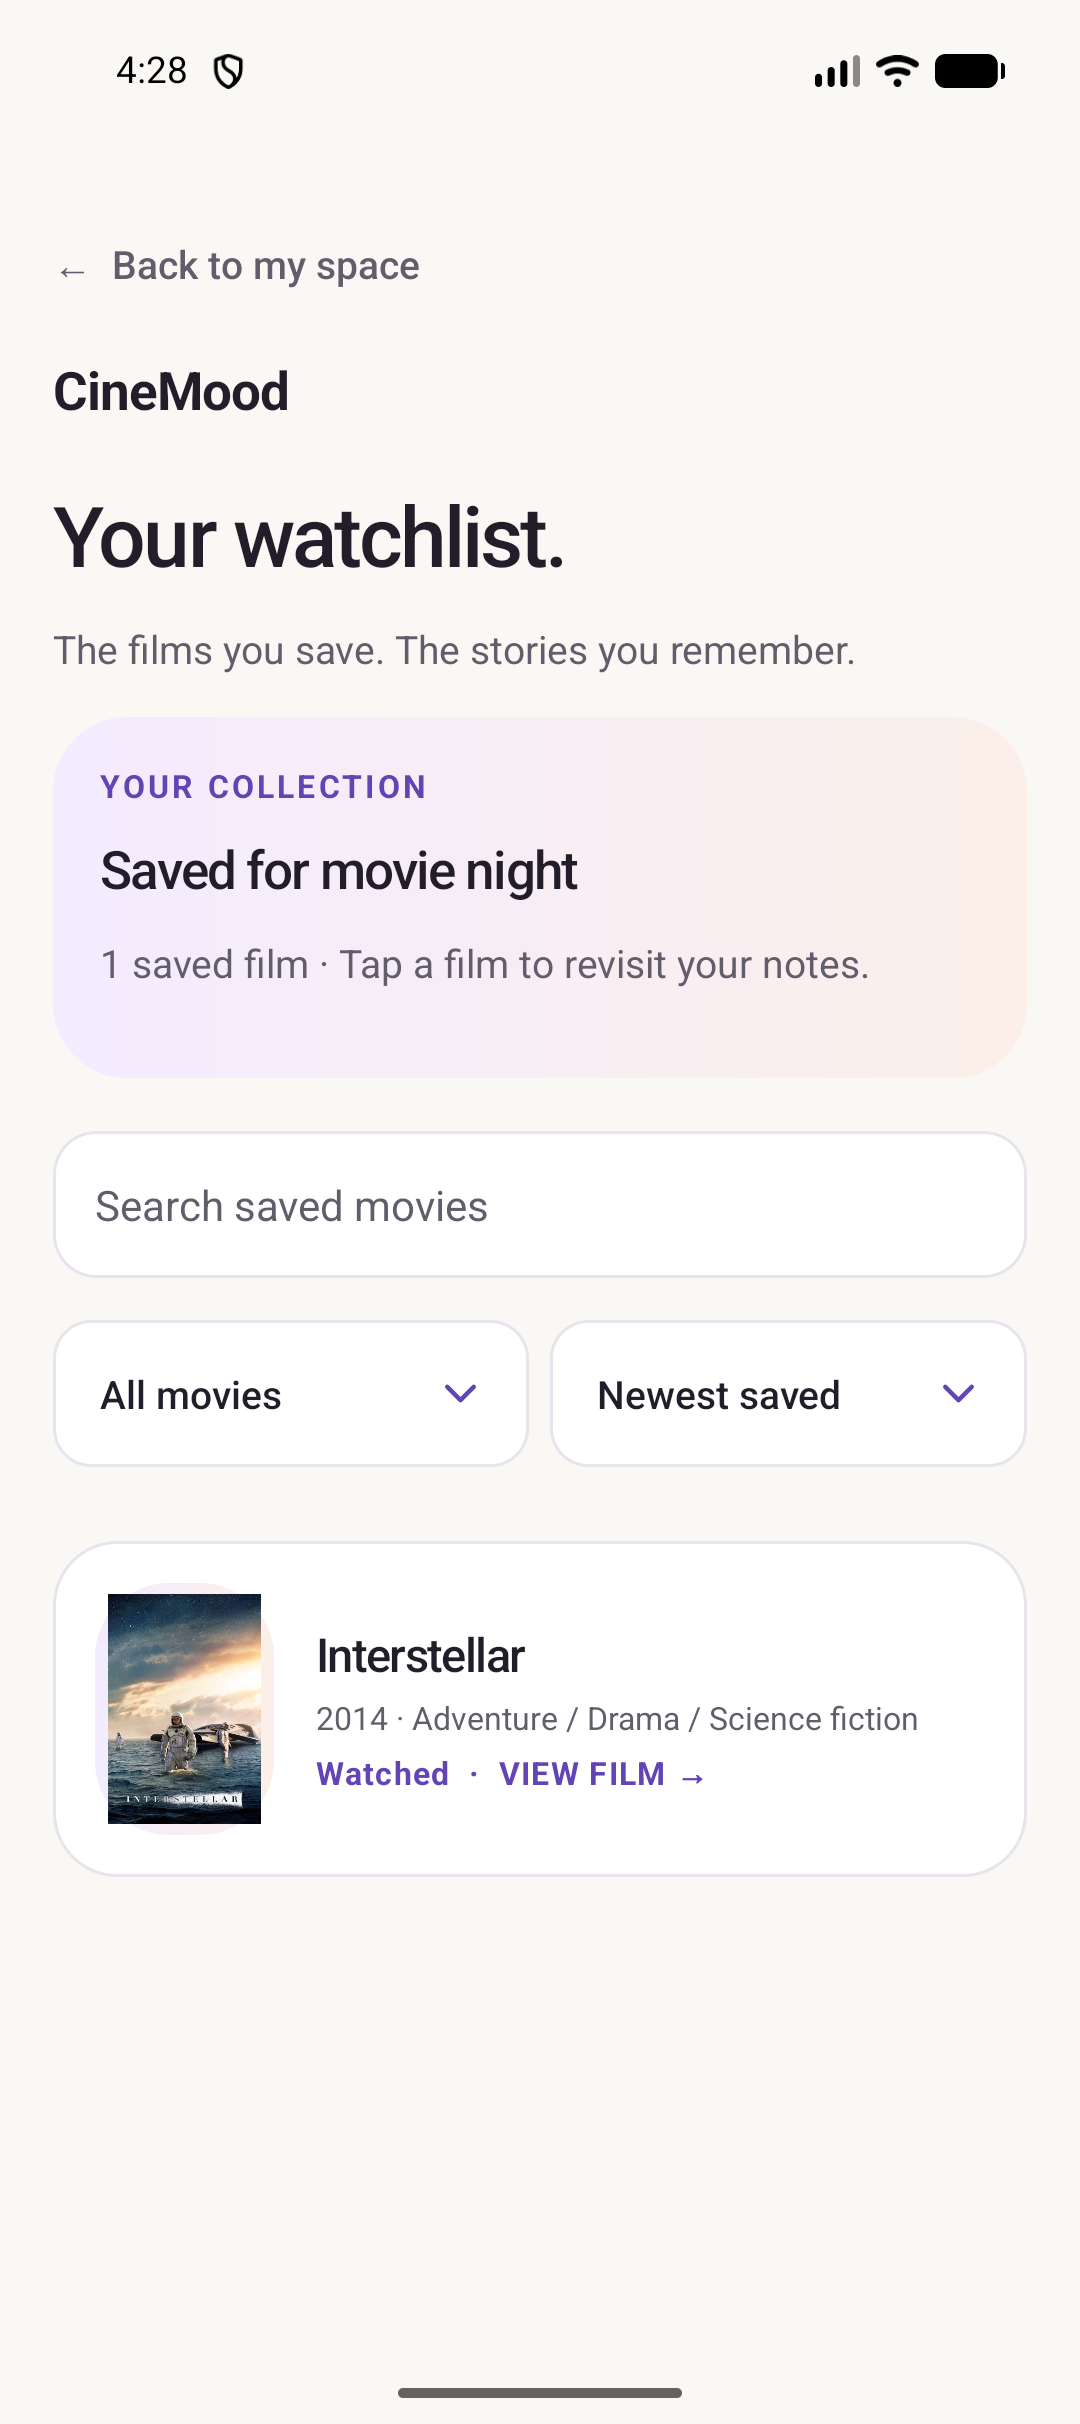 4:28
← Back to my space
CineMood
Your watchlist.
The films you save. The stories you remember.
YOUR COLLECTION
Saved for movie night
1 saved film · Tap a film to revisit your notes.
Search saved movies
All movies
Newest saved
INTERSTELLAR
Interstellar
2014 · Adventure / Drama / Science fiction
Watched · VIEW FILM →